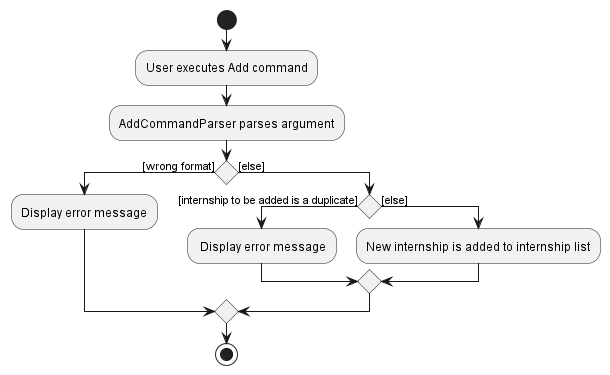 User executes Add command
AddCommandParser parses argument
[wrong format]
[else]
Display error message
[internship to be added is a duplicate]
[else]
Display error message
New internship is added to internship list